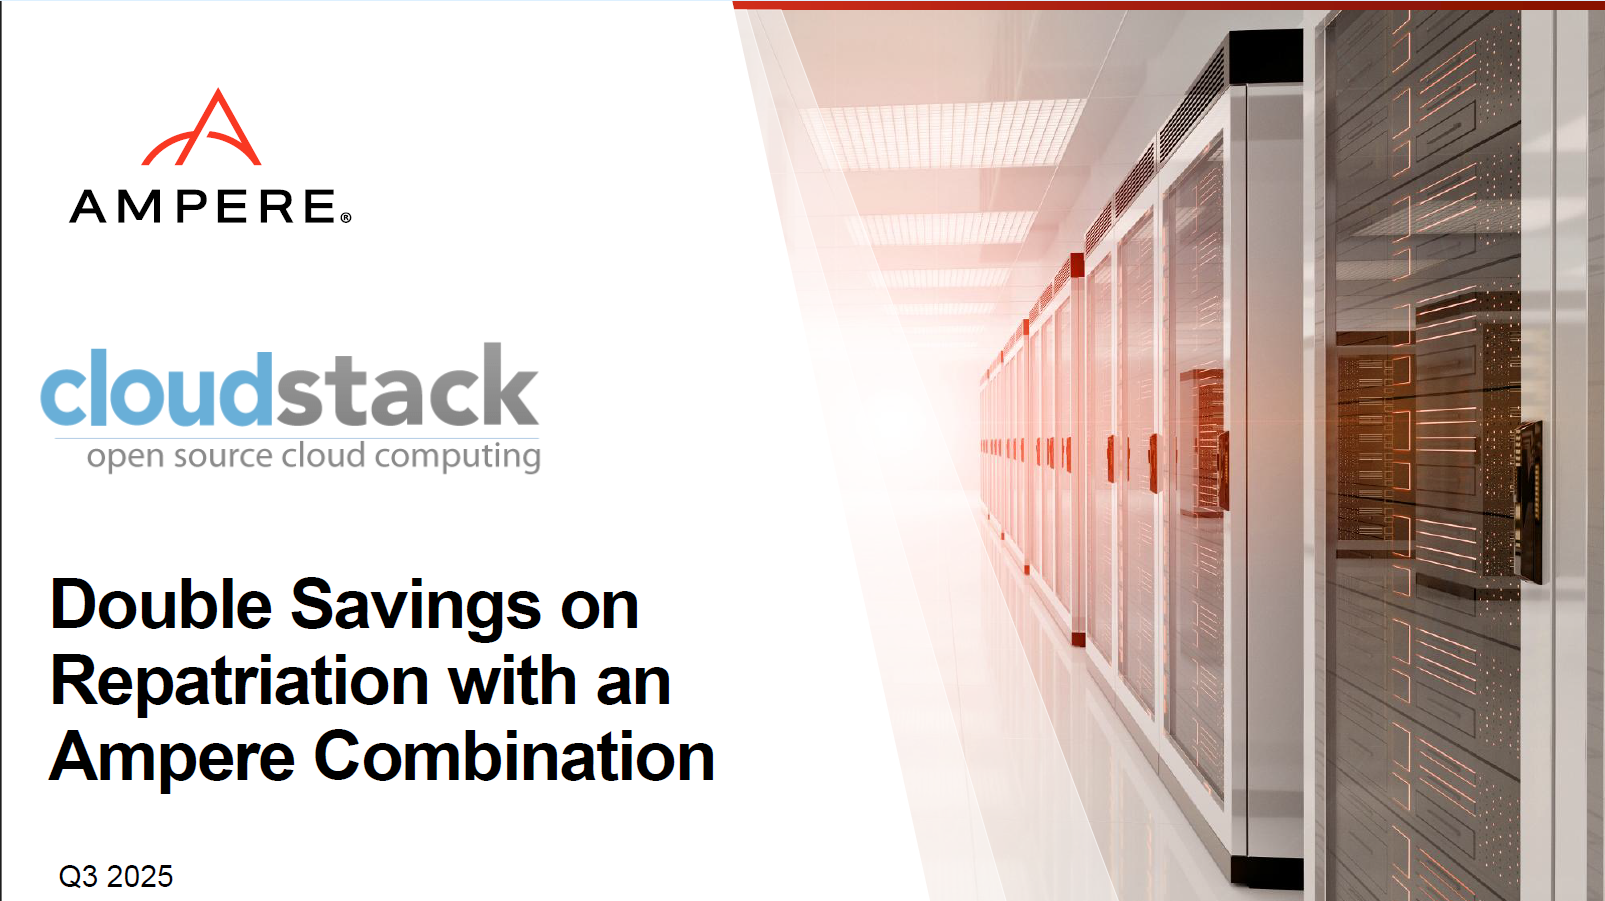 AMPERE®
cloudstack
open source cloud computing
Double Savings on
Repatriation with an
Ampere Combination
Q3 2025